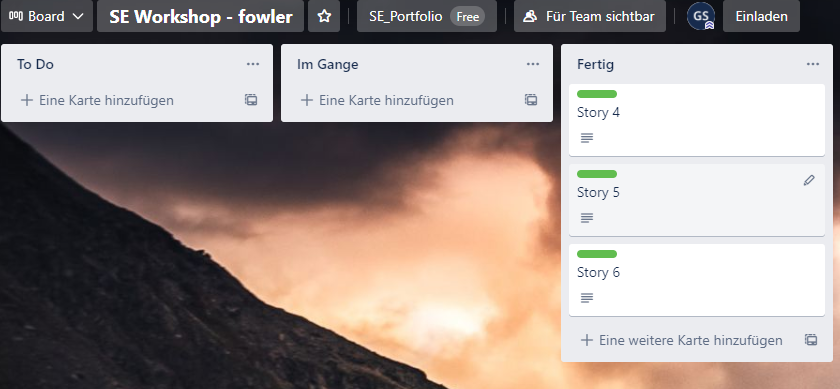 Board
SE Workshop - fowler
SE_Portfolio Free
Für Team sichtbar
GS
Einladen
To Do
Eine Karte hinzufügen
Im Gange
Eine Karte hinzufügen
Fertig
Story 4
Story 5
Story 6
Eine weitere Karte hinzufügen